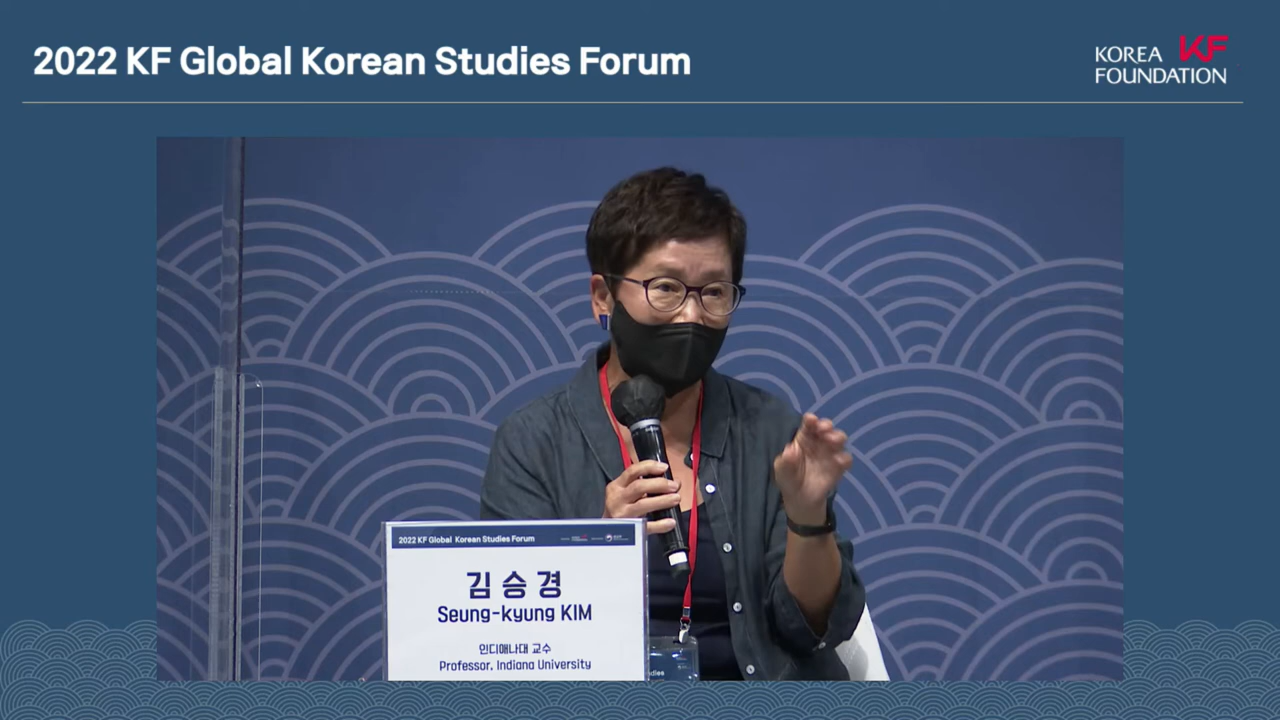 2022 KF Global Korean Studies Forum
KOREA KF
FOUNDATION
2022 KF Global Korean Studies Forum
김승경
Seung-kyung KIM
인디애나대 교수
Professor, Indiana University